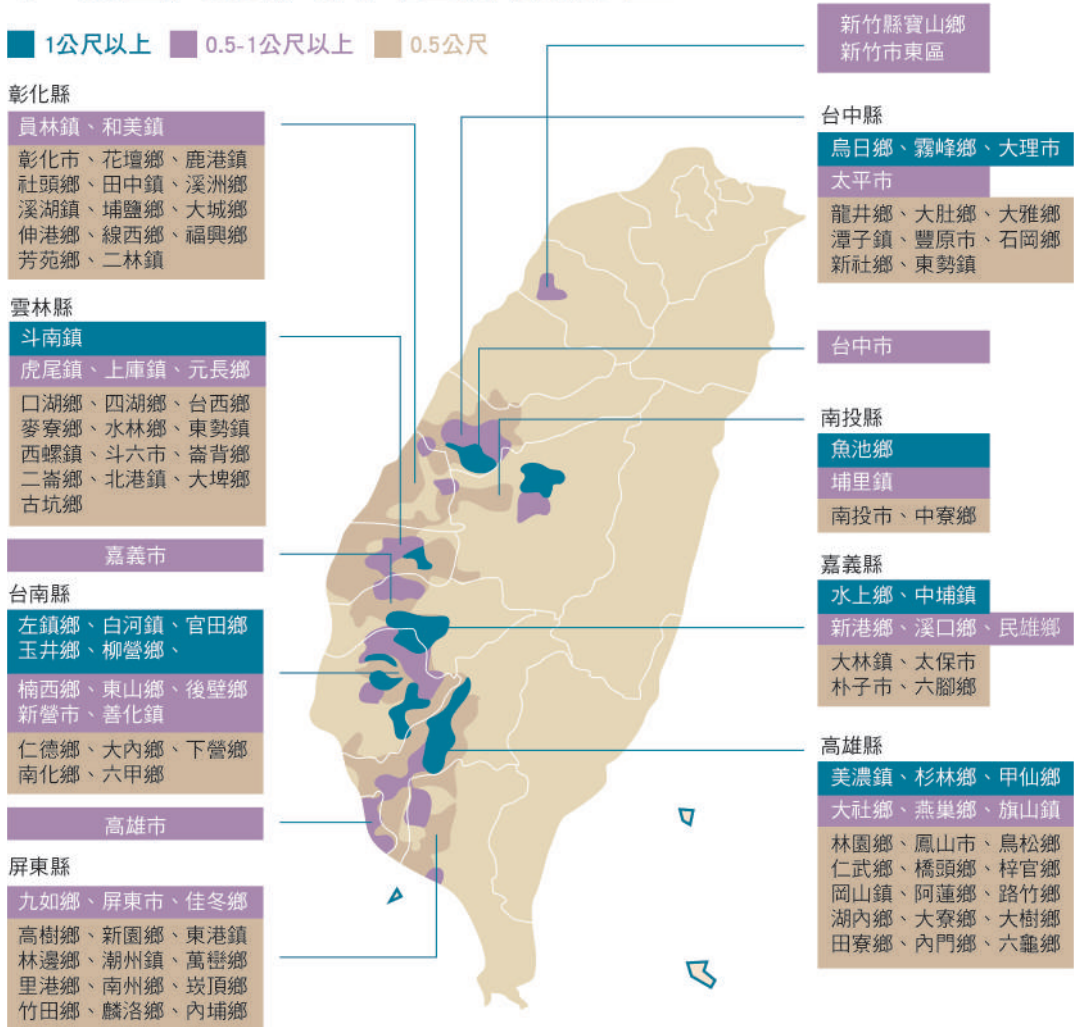 1公尺以上 0.5-1公尺以上 0.5公尺
彰化縣
員林鎮、和美鎮
彰化市、花壇鄉、鹿港鎮
社頭鄉、田中鎮、溪洲鄉
溪湖鎮、埔鹽鄉、大城鄉
伸港鄉、線西鄉、福興鄉
芳苑鄉、二林鎮
雲林縣
斗南鎮
虎尾鎮、上庫鎮、元長鄉
口湖鄉、四湖鄉、台西鄉
麥寮鄉、水林鄉、東勢鎮
西螺鎮、斗六市、崙背鄉
二崙鄉、北港鎮、大埤鄉
古坑鄉
嘉義市
台南縣
左鎮鄉、白河鎮、官田鄉
玉井鄉、柳營鄉、
楠西鄉、東山鄉、後壁鄉
新營市、善化鎮
仁德鄉、大內鄉、下營鄉
南化鄉、六甲鄉
高雄市
屏東縣
九如鄉、屏東市、佳冬鄉
高樹鄉、新園鄉、東港鎮
林邊鄉、潮州鎮、萬巒鄉
里港鄉、南州鄉、崁頂鄉
竹田鄉、麟洛鄉、內埔鄉
新竹縣寶山鄉
新竹市東區
台中縣
烏日鄉、霧峰鄉、大理市
太平市
龍井鄉、大肚鄉、大雅鄉
潭子鎮、豐原市、石岡鄉
新社鄉、東勢鎮
台中市
南投縣
魚池鄉
埔里鎮
南投市、中寮鄉
嘉義縣
水上鄉、中埔鎮
新港鄉、溪口鄉、民雄鄉
大林鎮、太保市
朴子市、六腳鄉
高雄縣
美濃鎮、杉林鄉、甲仙鄉
大社鄉、燕巢鄉、旗山鎮
林園鄉、鳳山市、鳥松鄉
仁武鄉、橋頭鄉、梓官鄉
岡山鎮、阿蓮鄉、路竹鄉
湖內鄉、大寮鄉、大樹鄉
田寮鄉、內門鄉、六龜鄉